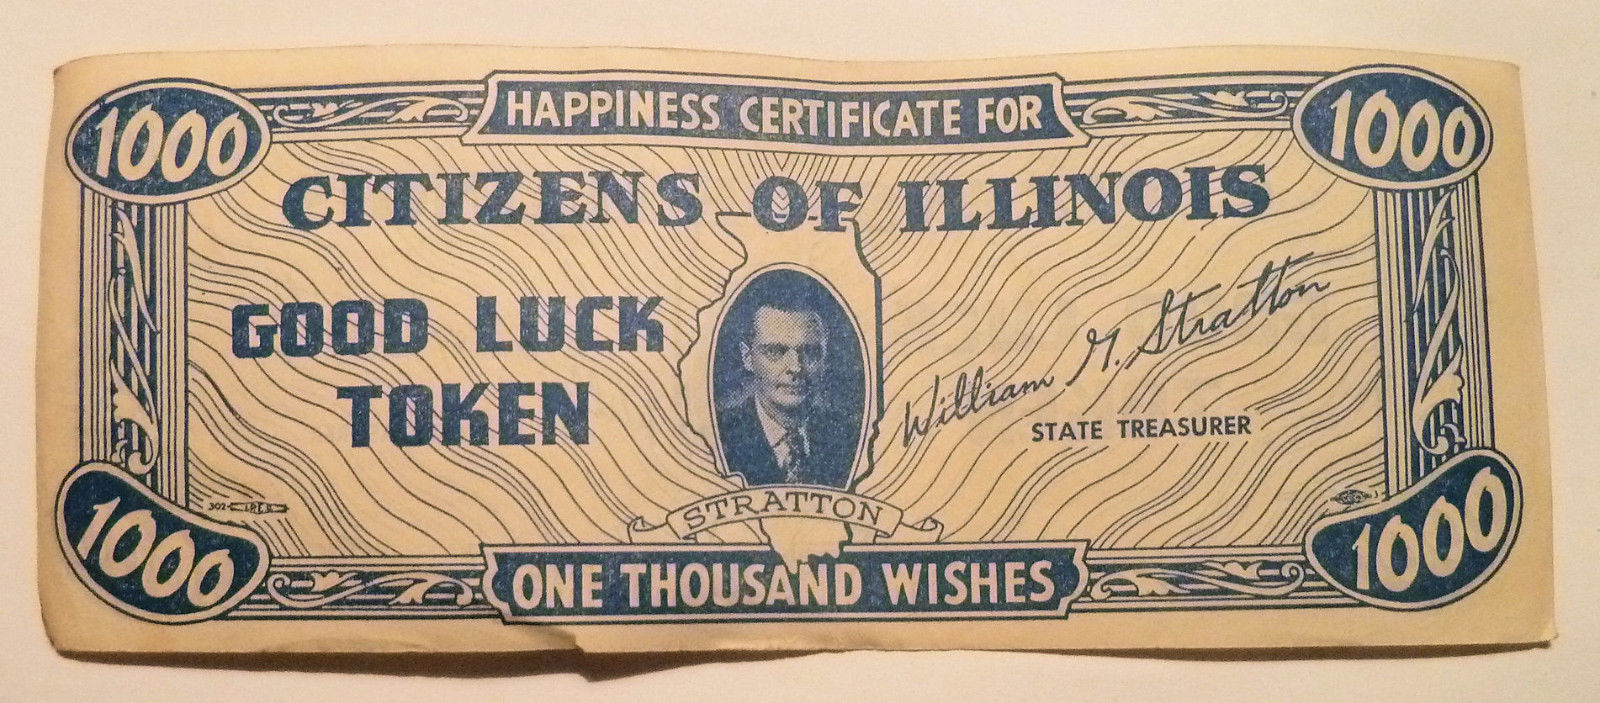 1000 HAPPINESS CERTIFICATE FOR 1000
CITIZENS OF ILLINOIS
GOOD LUCK
TOKEN
William G. Stratton
STATE TREASURER
STRATTON
302
1000 ONE THOUSAND WISHES 1000